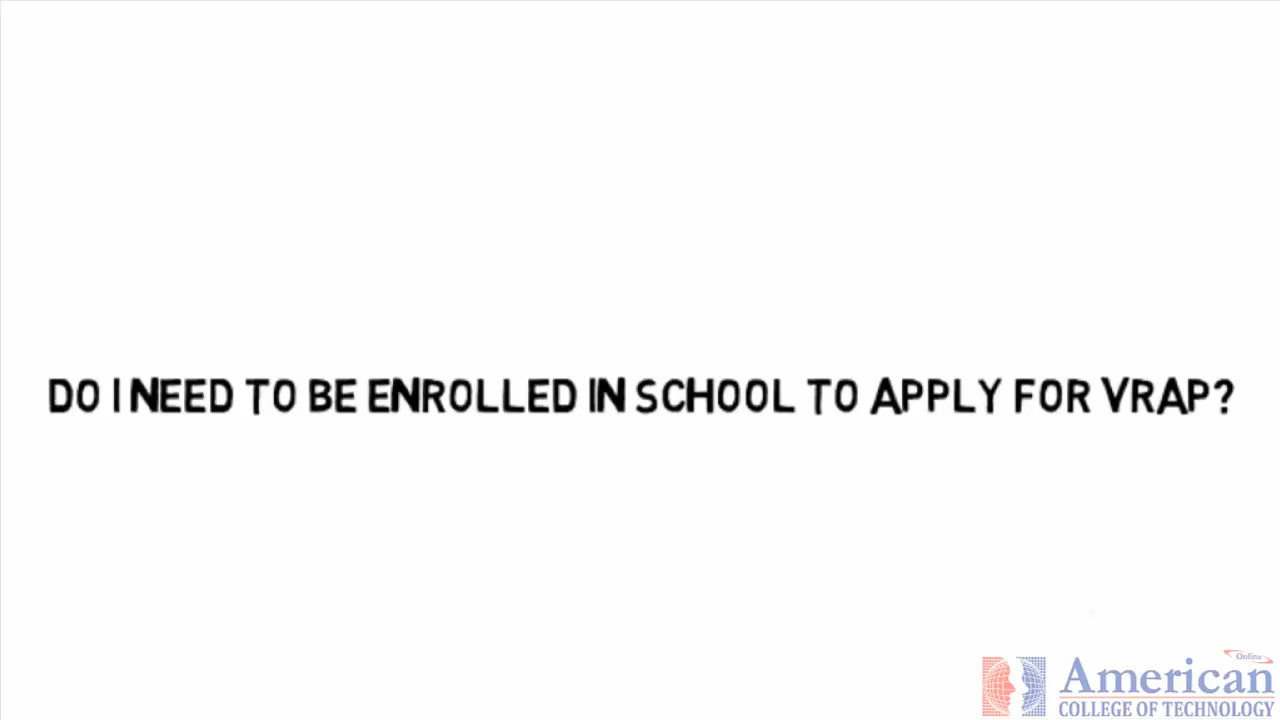 DO I NEED TO BE ENROLLED IN SCHOOL TO APPLY FOR VRAP?
Online
American
COLLEGE OF TECHNOLOGY